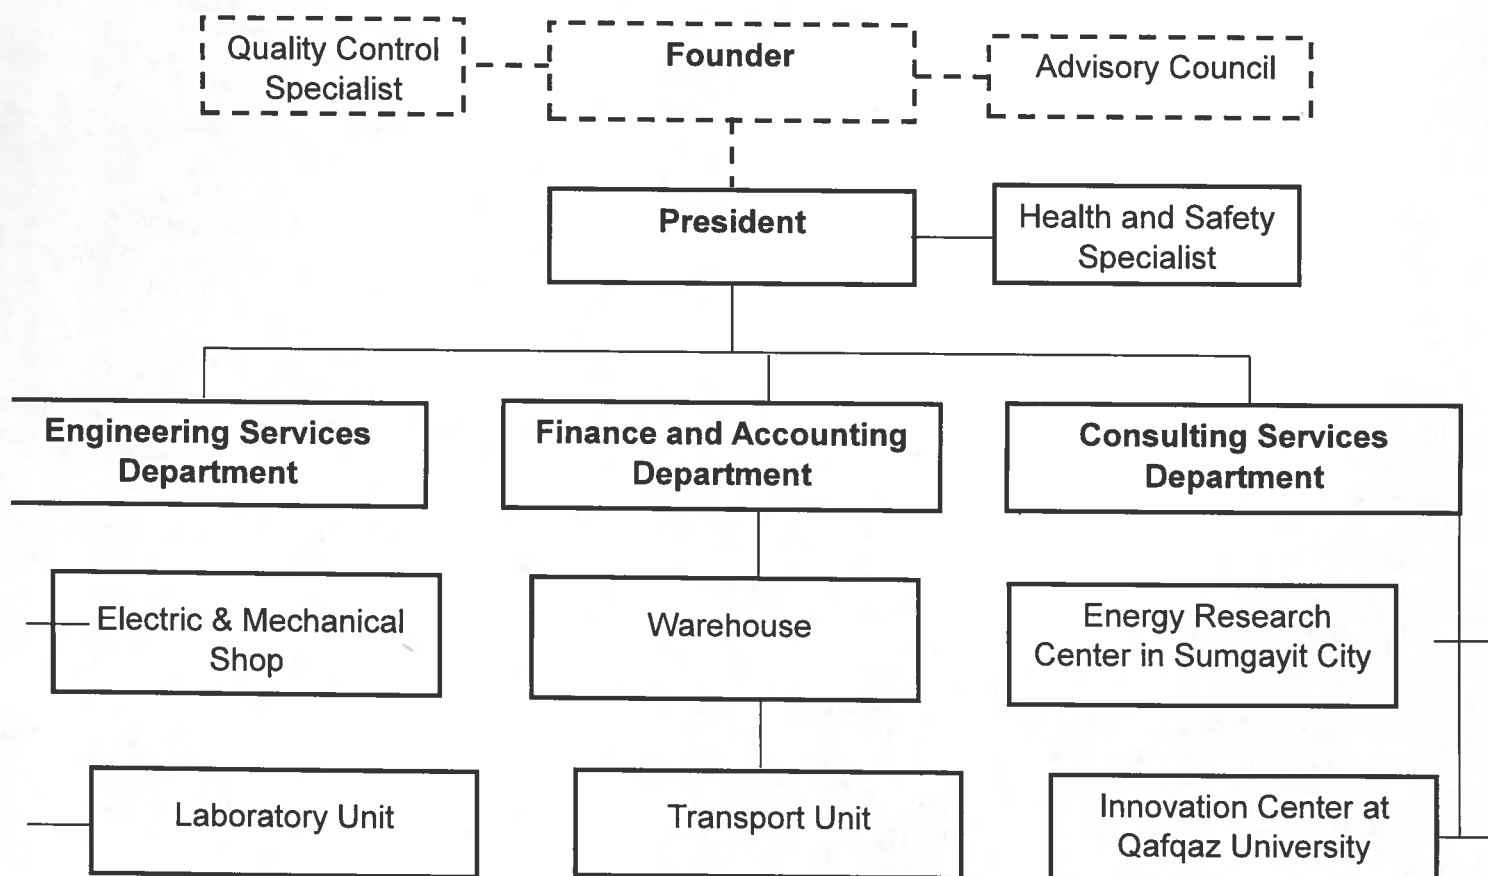 Quality Control
Specialist
Founder
Advisory Council
President
Health and Safety
Specialist
Engineering Services
Department
Finance and Accounting
Department
Consulting Services
Department
Electric & Mechanical
Shop
Warehouse
Energy Research
Center in Sumgayit City
Laboratory Unit
Transport Unit
Innovation Center at
Qafqaz University